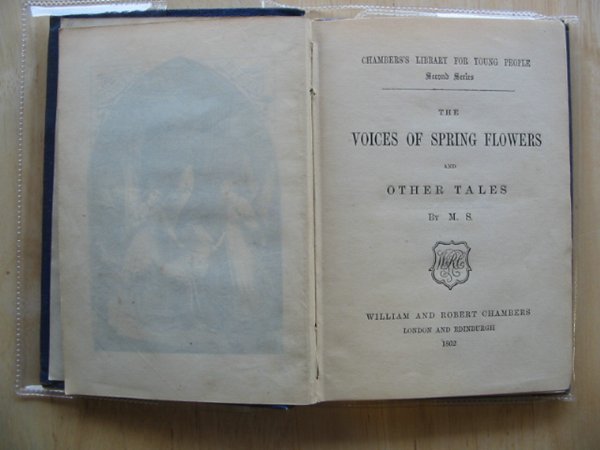 CHAMBERS'S LIBRARY FOR YOUNG PEOPLE
Second Series
THE
VOICES OF SPRING FLOWERS
AND
OTHER TALES
BY M. S.
W&RC
WILLIAM AND ROBERT CHAMBERS
LONDON AND EDINBURGH